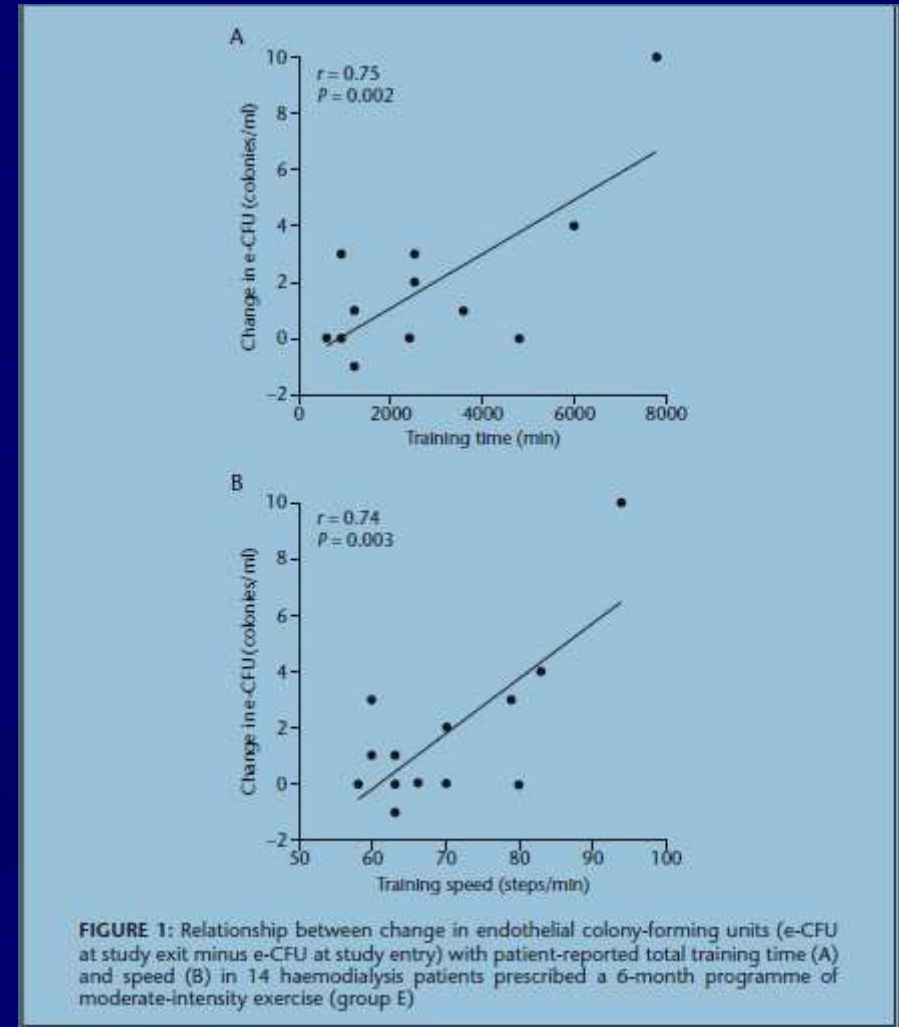 A
10
r = 0.75
P = 0.002
8
6
4
2
0
−2
Change in e-CFU (colonies/ml)
0 2000 4000 6000 8000
Training time (min)
B
10
r = 0.74
P = 0.003
8
6
4
2
0
−2
Change in e-CFU (colonies/ml)
50 60 70 80 90 100
Training speed (steps/min)
FIGURE 1: Relationship between change in endothelial colony-forming units (e-CFU
at study exit minus e-CFU at study entry) with patient-reported total training time (A)
and speed (B) in 14 haemodialysis patients prescribed a 6-month programme of
moderate-intensity exercise (group E)